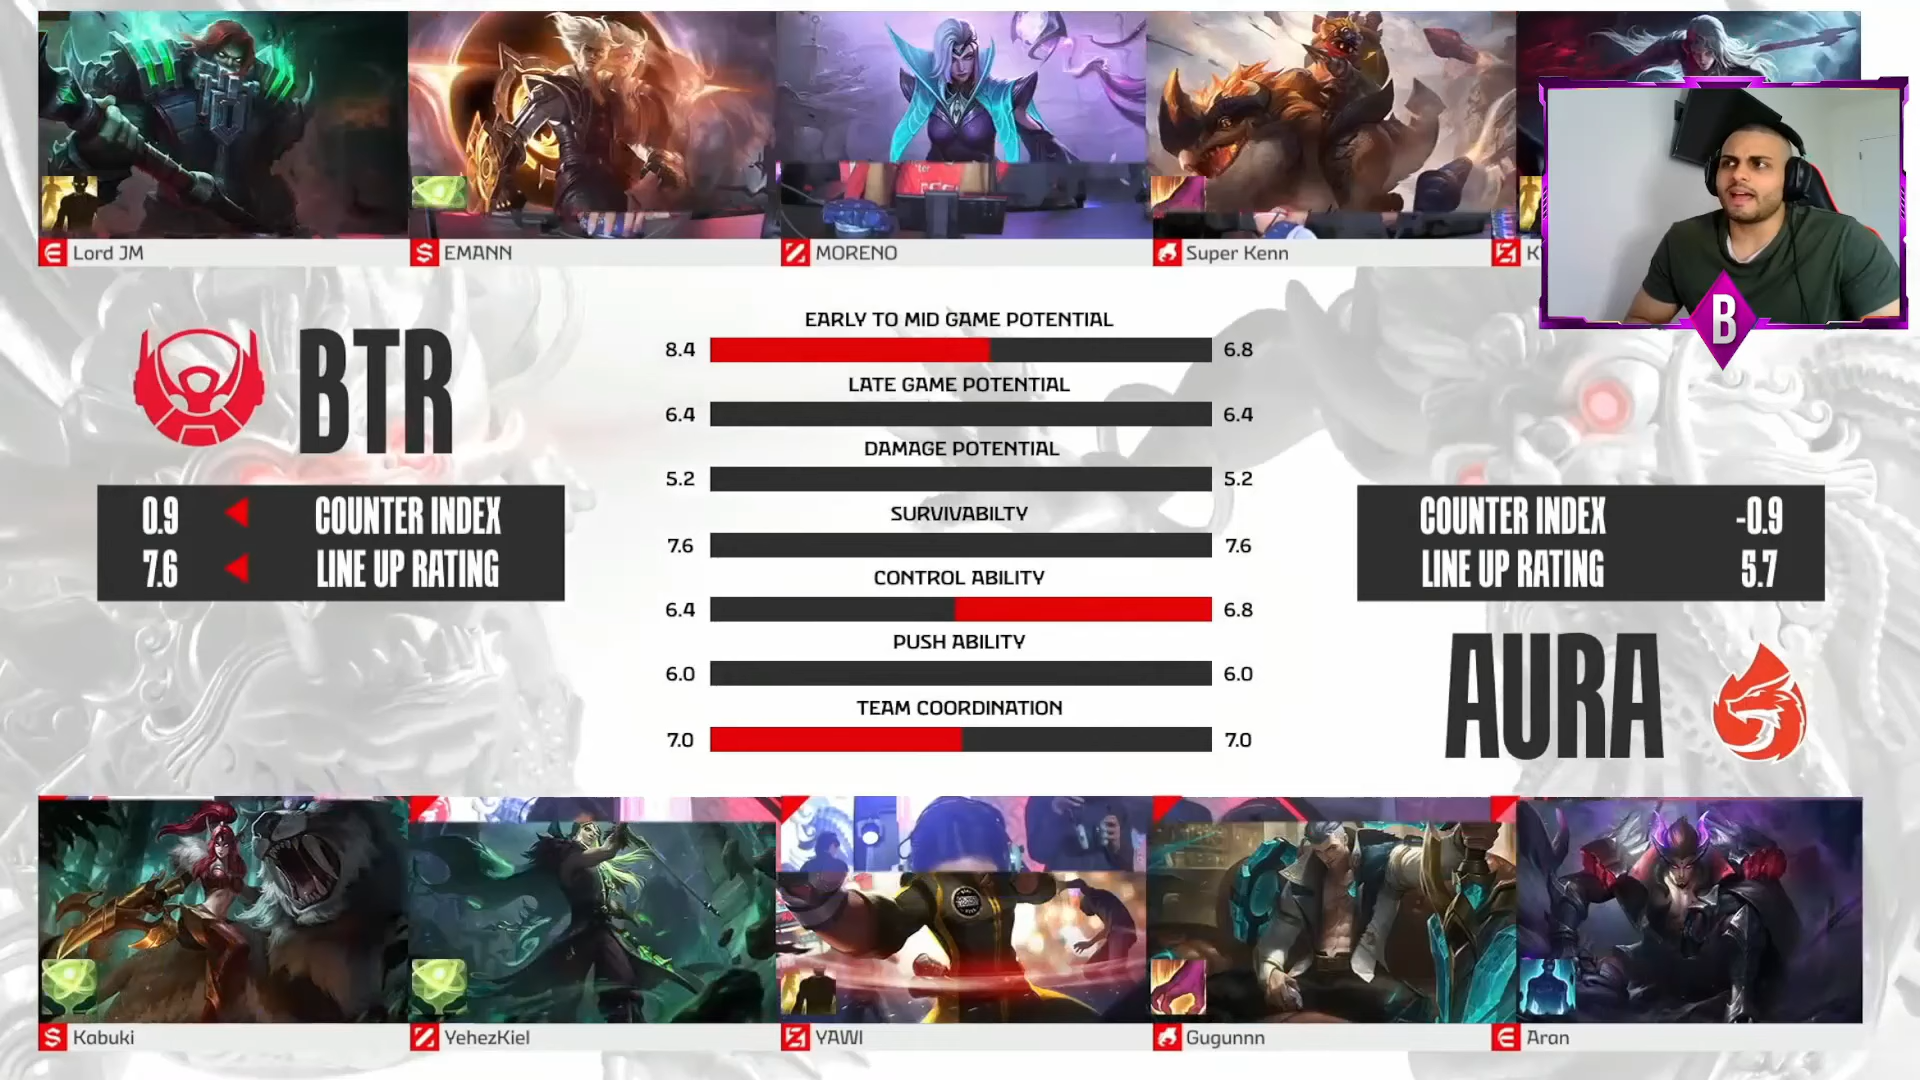 Lord JM
EMANN
MORENO
Super Kenn
K
B
BTR
0.9 COUNTER INDEX
7.6 LINE UP RATING
EARLY TO MID GAME POTENTIAL
8.4 6.8
LATE GAME POTENTIAL
6.4 6.4
DAMAGE POTENTIAL
5.2 5.2
SURVIVABILTY
7.6 7.6
CONTROL ABILITY
6.4 6.8
PUSH ABILITY
6.0 6.0
TEAM COORDINATION
7.0 7.0
COUNTER INDEX -0.9
LINE UP RATING 5.7
AURA
Kabuki
YehezKiel
YAWI
Gugunnn
Aran